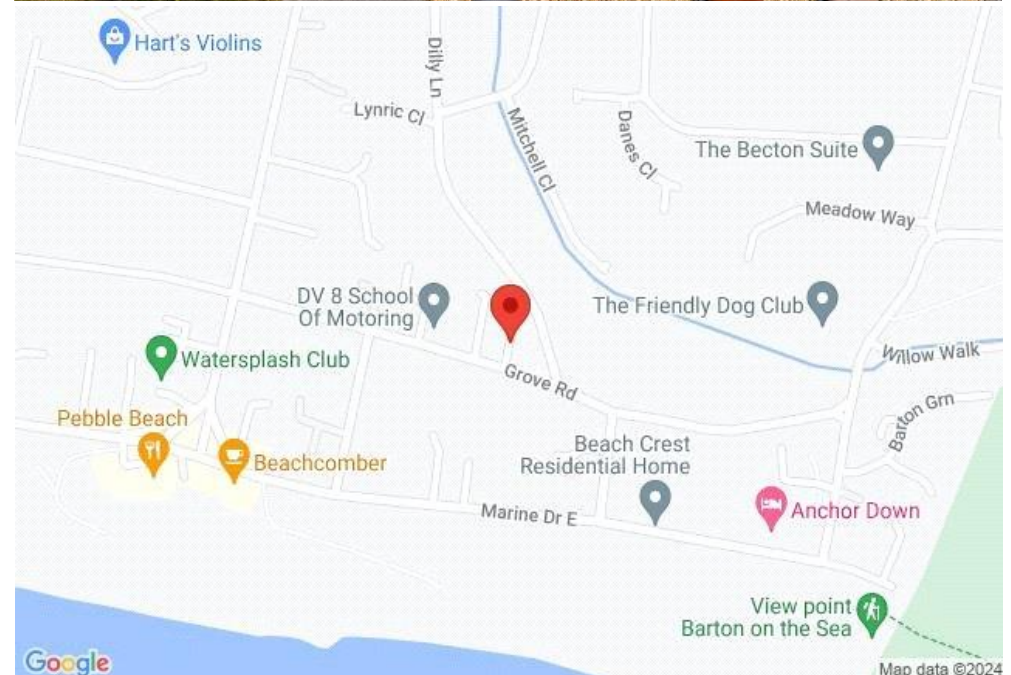 Hart's Violins
Dilly Ln
Lynric Cl
Mitchell Cl
Danes Cl
The Becton Suite
Meadow Way
DV 8 School
Of Motoring
The Friendly Dog Club
Willow Walk
Watersplash Club
Grove Rd
Barton Grn
Pebble Beach
Beachcomber
Beach Crest
Residential Home
Marine Dr E
Anchor Down
View point
Barton on the Sea
Google
Map data ©2024